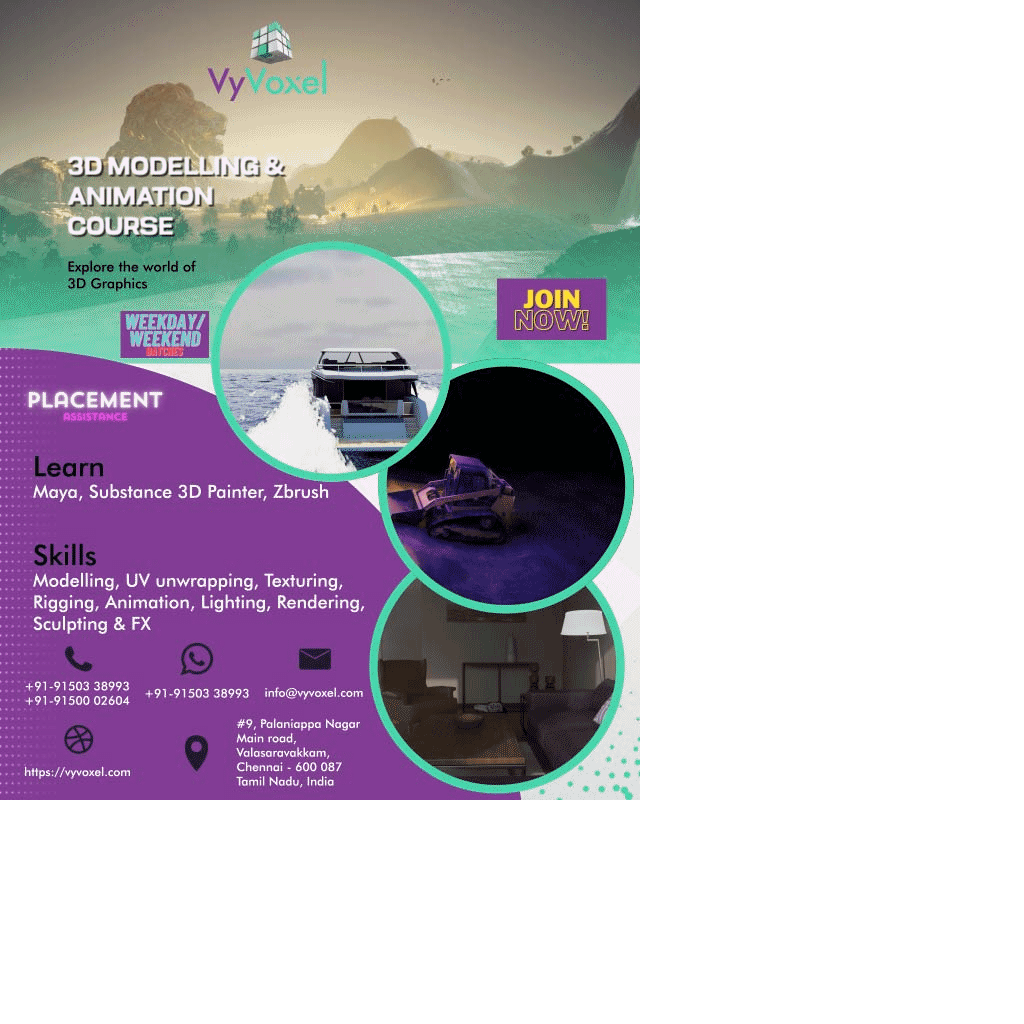 VyVoxel
3D MODELLING &
ANIMATION
COURSE
Explore the world of
3D Graphics
WEEKDAY/
WEEKEND
BATCHES
JOIN
NOW!
PLACEMENT
ASSISTANCE
Learn
Maya, Substance 3D Painter, Zbrush
Skills
Modelling, UV unwrapping, Texturing,
Rigging, Animation, Lighting, Rendering,
Sculpting & FX
+91-91503 38993
+91-91500 02604
+91-91503 38993
info@vyvoxel.com
https://vyvoxel.com
#9, Palaniappa Nagar
Main road,
Valasaravakkam,
Chennai - 600 087
Tamil Nadu, India